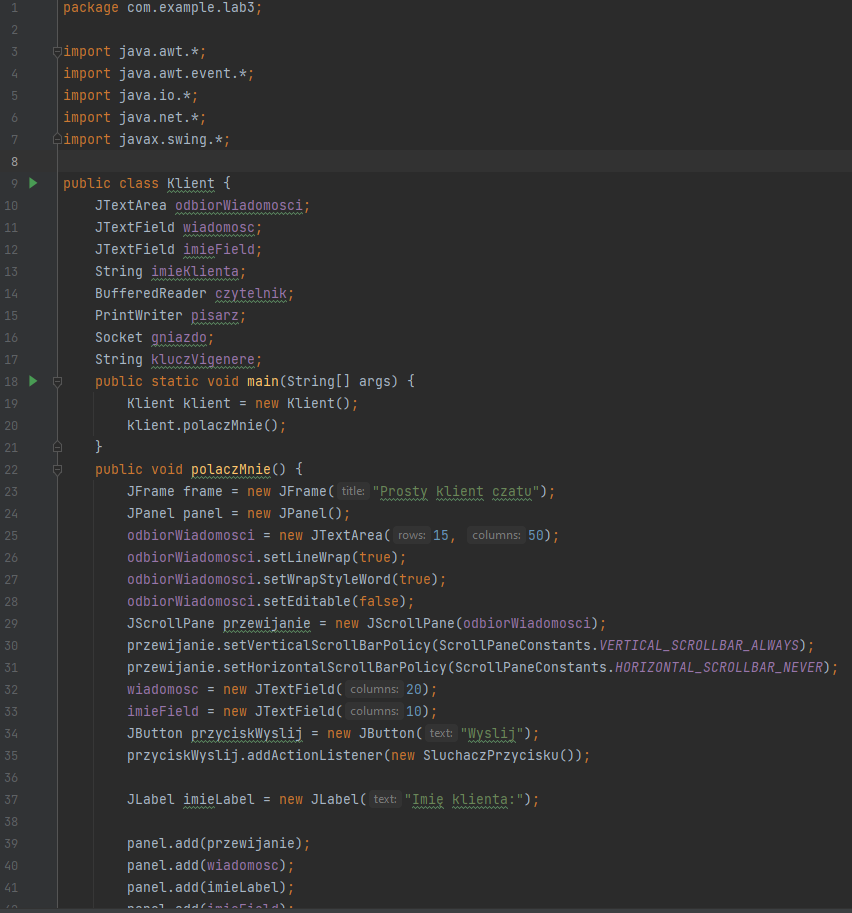 1 package com.example.lab3;
2
3 import java.awt.*;
4 import java.awt.event.*;
5 import java.io.*;
6 import java.net.*;
7 import javax.swing.*;
8
9 public class Klient {
10 JTextArea odbiorWiadomosci;
11 JTextField wiadomosc;
12 JTextField imieField;
13 String imieKlienta;
14 BufferedReader czytelnik;
15 PrintWriter pisarz;
16 Socket gniazdo;
17 String kluczVigenere;
18 public static void main(String[] args) {
19 Klient klient = new Klient();
20 klient.polaczMnie();
21 }
22 public void polaczMnie() {
23 JFrame frame = new JFrame( title: "Prosty klient czatu");
24 JPanel panel = new JPanel();
25 odbiorWiadomosci = new JTextArea( rows: 15, columns: 50);
26 odbiorWiadomosci.setLineWrap(true);
27 odbiorWiadomosci.setWrapStyleWord(true);
28 odbiorWiadomosci.setEditable(false);
29 JScrollPane przewijanie = new JScrollPane(odbiorWiadomosci);
30 przewijanie.setVerticalScrollBarPolicy(ScrollPaneConstants.VERTICAL_SCROLLBAR_ALWAYS);
31 przewijanie.setHorizontalScrollBarPolicy(ScrollPaneConstants.HORIZONTAL_SCROLLBAR_NEVER);
32 wiadomosc = new JTextField( columns: 20);
33 imieField = new JTextField( columns: 10);
34 JButton przyciskWyslij = new JButton( text: "Wyslij");
35 przyciskWyslij.addActionListener(new SluchaczPrzycisku());
36
37 JLabel imieLabel = new JLabel( text: "Imię klienta:");
38
39 panel.add(przewijanie);
40 panel.add(wiadomosc);
41 panel.add(imieLabel);
42 panel.add(imieField);